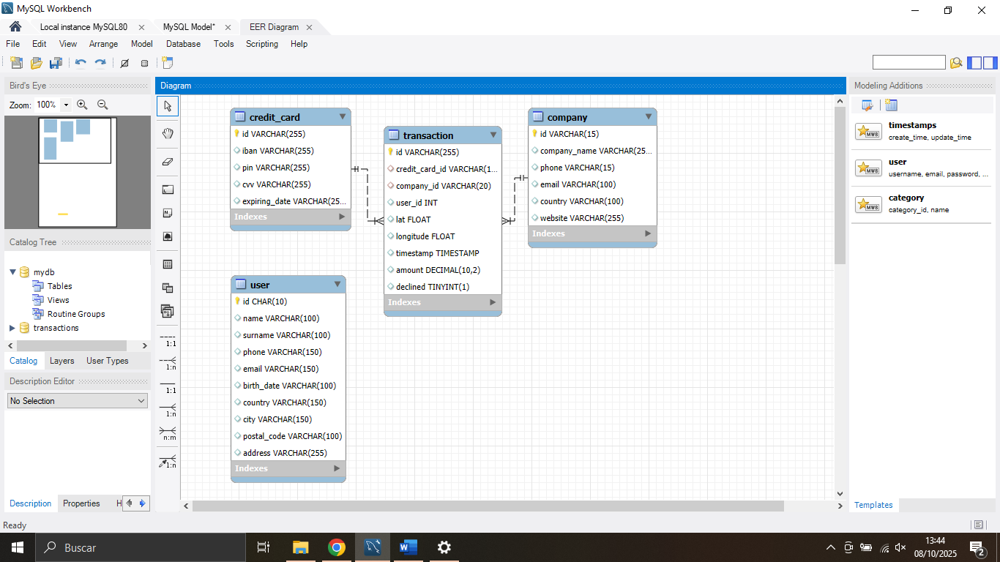 MySQL Workbench
Local instance MySQL80
MySQL Model*
EER Diagram
File Edit View Arrange Model Database Tools Scripting Help
Bird's Eye
Zoom: 100%
Catalog Tree
mydb
Tables
Views
Routine Groups
transactions
Catalog Layers User Types
Description Editor
No Selection
Description Properties H
Diagram
1:1
1:n
1:1
1:n
n:m
1:n
credit_card
id VARCHAR(255)
iban VARCHAR(255)
pin VARCHAR(255)
cvv VARCHAR(255)
expiring_date VARCHAR(25...
Indexes
transaction
id VARCHAR(255)
credit_card_id VARCHAR(1...
company_id VARCHAR(20)
user_id INT
lat FLOAT
longitude FLOAT
timestamp TIMESTAMP
amount DECIMAL(10,2)
declined TINYINT(1)
Indexes
company
id VARCHAR(15)
company_name VARCHAR(25...
phone VARCHAR(15)
email VARCHAR(100)
country VARCHAR(100)
website VARCHAR(255)
Indexes
user
id CHAR(10)
name VARCHAR(100)
surname VARCHAR(100)
phone VARCHAR(150)
email VARCHAR(150)
birth_date VARCHAR(100)
country VARCHAR(150)
city VARCHAR(150)
postal_code VARCHAR(100)
address VARCHAR(255)
Indexes
Modeling Additions
MWB
timestamps
create_time, update_time
MWB
user
username, email, password, ...
MWB
category
category_id, name
Templates
Ready
Buscar
13:44
08/10/2025
2